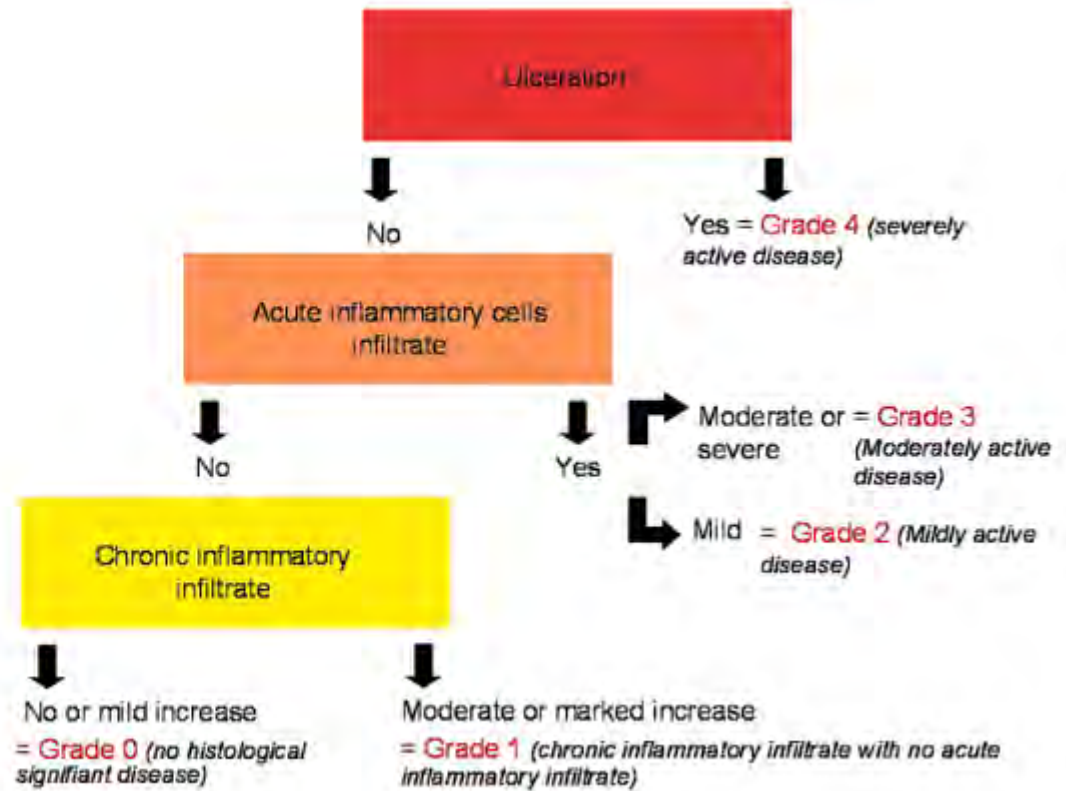 Ulceration
No
Yes = Grade 4 (severely
active disease)
Acute inflammatory cells
infiltrate
No
Yes
Moderate or = Grade 3
severe (Moderately active
disease)
Mild = Grade 2 (Mildly active
disease)
Chronic inflammatory
infiltrate
No or mild increase
= Grade 0 (no histological
signifiant disease)
Moderate or marked increase
= Grade 1 (chronic inflammatory infiltrate with no acute
inflammatory infiltrate)